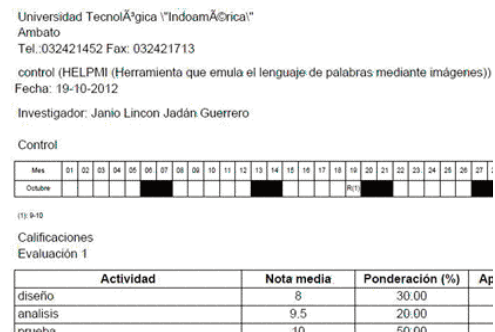 Universidad TecnolÃ³gica \"IndoamÃ©rica\"
Ambato
Tel.:032421452 Fax: 032421713
control (HELPMI (Herramienta que emula el lenguaje de palabras mediante imágenes))
Fecha: 19-10-2012
Investigador: Janio Lincon Jadán Guerrero
Control
Mes 01 02 03 04 05 06 07 08 09 10 11 12 13 14 15 16 17 18 19 20 21 22 23 24 25 26 27
Octubre R(1)
(1): 9-10
Calificaciones
Evaluación 1
Actividad Nota media Ponderación (%) Ap
diseño 8 30.00
analisis 9.5 20.00
prueba 10 50.00